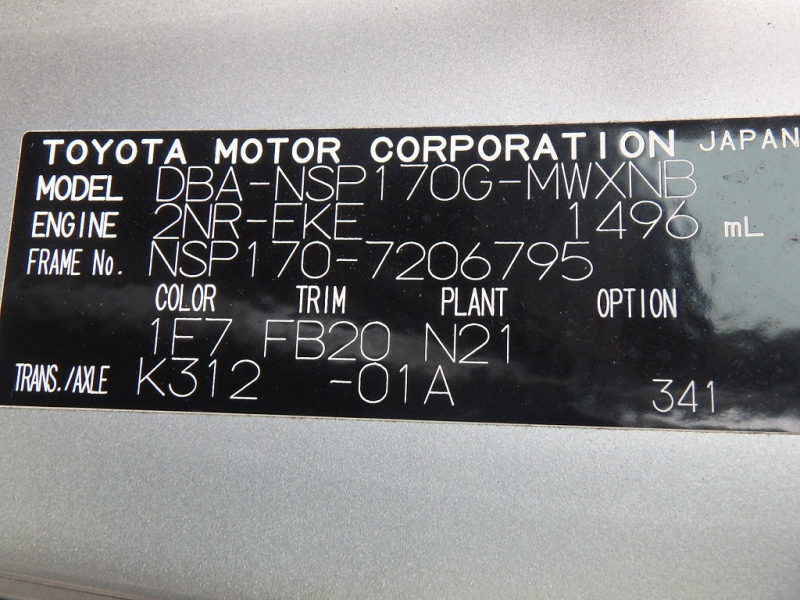 TOYOTA MOTOR CORPORATION JAPAN
MODEL DBA-NSP170G-MWXNB
ENGINE 2NR-FKE 1496 mL
FRAME No. NSP170-7206795
COLOR TRIM PLANT OPTION
1F7 FB20 N21
TRANS./AXLE K312 -01A 341